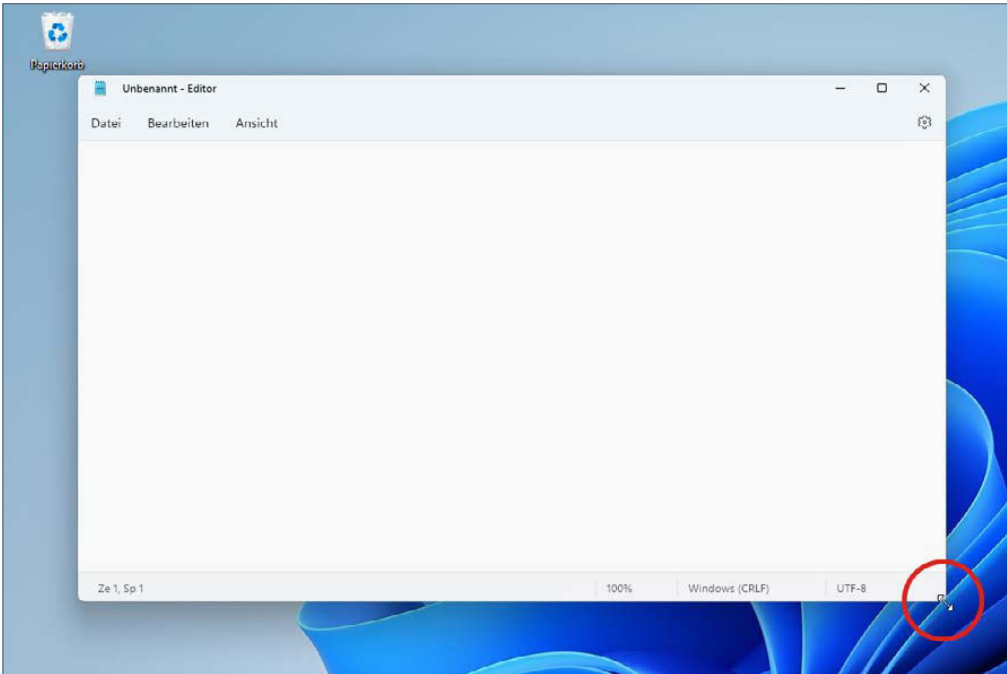 Papierkorb
Unbenannt - Editor
Datei Bearbeiten Ansicht
Ze 1, Sp 1 100% Windows (CRLF) UTF-8